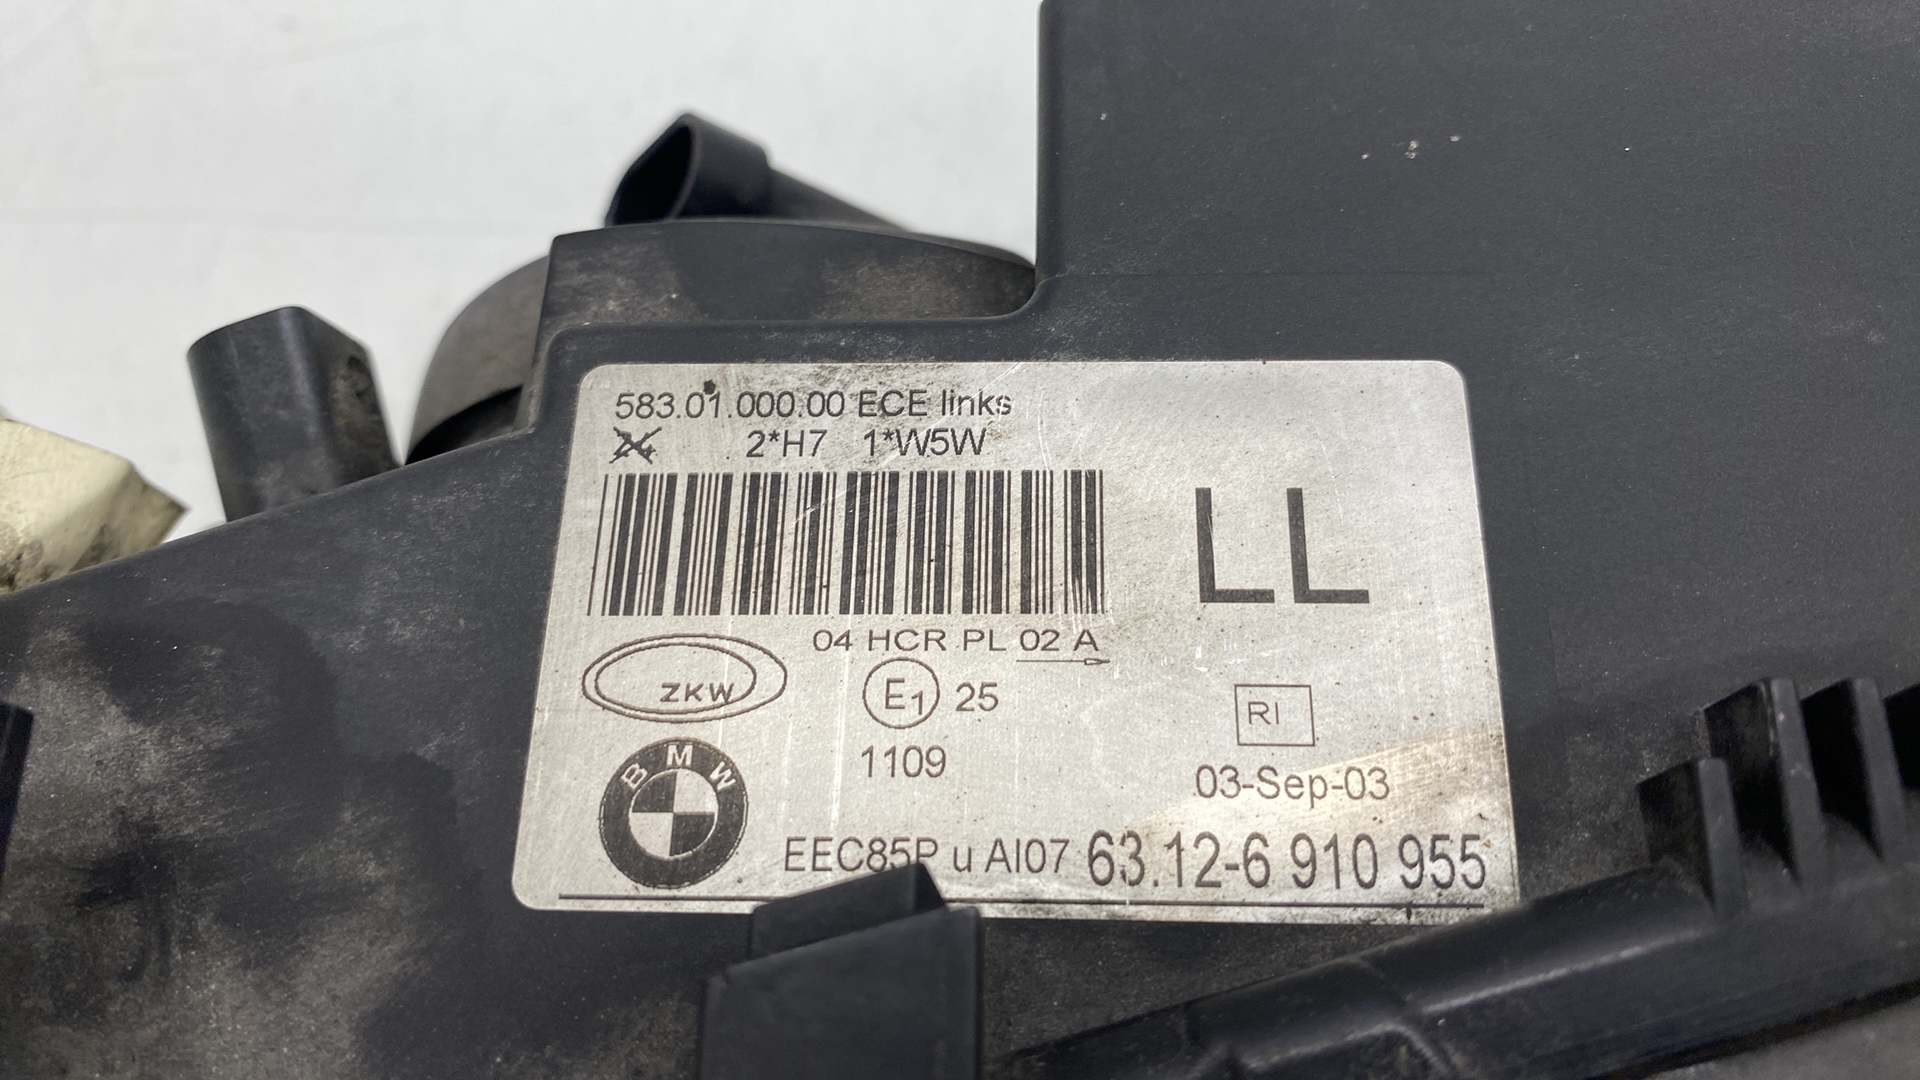 583.01.000.00 ECE links
2*H7 1*W5W
LL
04 HCR PL 02 A
ZKW
E1 25
RI
1109
03-Sep-03
BMW
EEC85P u AI07 63.12-6 910 955